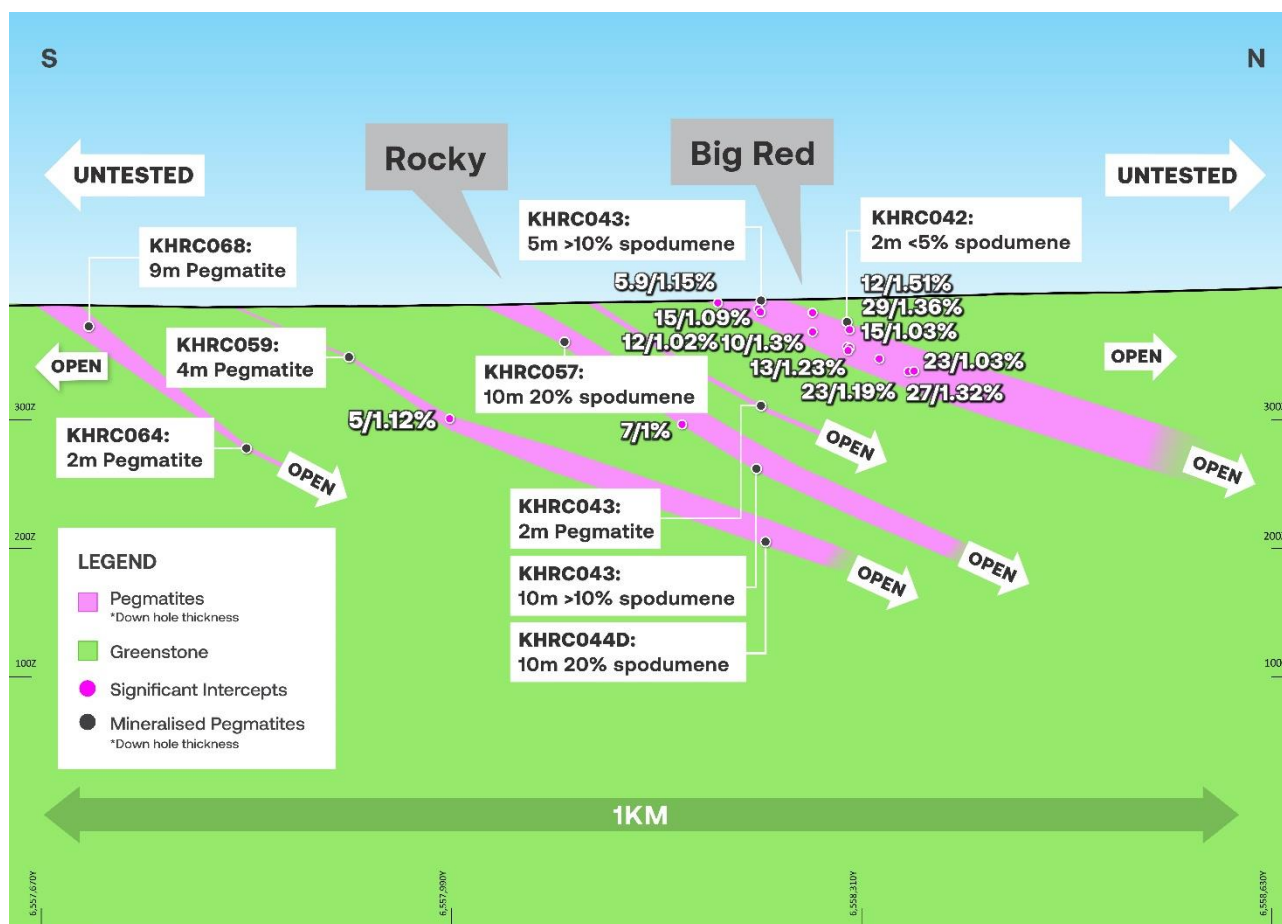 S
N
Rocky
Big Red
UNTESTED
UNTESTED
KHRC043:
5m >10% spodumene
KHRC042:
2m <5% spodumene
KHRC068:
9m Pegmatite
5.9/1.15%
12/1.51%
29/1.36%
15/1.09%
15/1.03%
12/1.02%
10/1.3%
KHRC059:
4m Pegmatite
OPEN
OPEN
13/1.23%
23/1.03%
KHRC057:
10m 20% spodumene
23/1.19%
27/1.32%
300Z
300
5/1.12%
7/1%
KHRC064:
2m Pegmatite
OPEN
OPEN
OPEN
KHRC043:
2m Pegmatite
200Z
200
LEGEND
Pegmatites
*Down hole thickness
Greenstone
Significant Intercepts
Mineralised Pegmatites
*Down hole thickness
KHRC043:
10m >10% spodumene
OPEN
OPEN
KHRC044D:
10m 20% spodumene
100Z
100
1KM
6,557,670Y
6,557,990Y
6,558,310Y
6,558,630Y